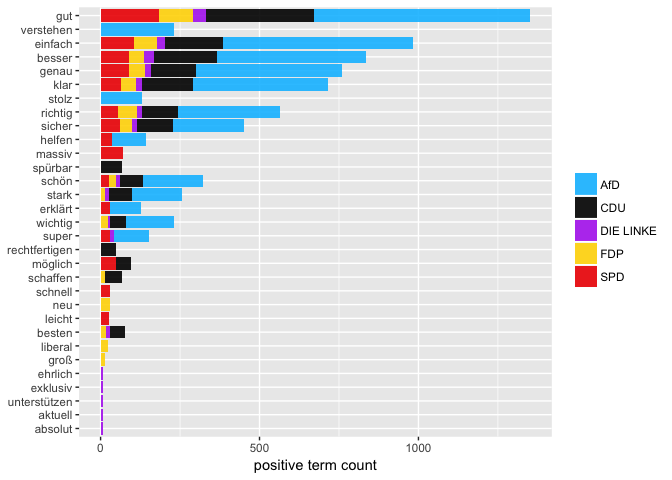 gut
verstehen
einfach
besser
genau
klar
stolz
richtig
sicher
helfen
massiv
spürbar
schön
stark
erklärt
wichtig
super
rechtfertigen
möglich
schaffen
schnell
neu
leicht
besten
liberal
groß
ehrlich
exklusiv
unterstützen
aktuell
absolut
0 500 1000
positive term count
AfD
CDU
DIE LINKE
FDP
SPD